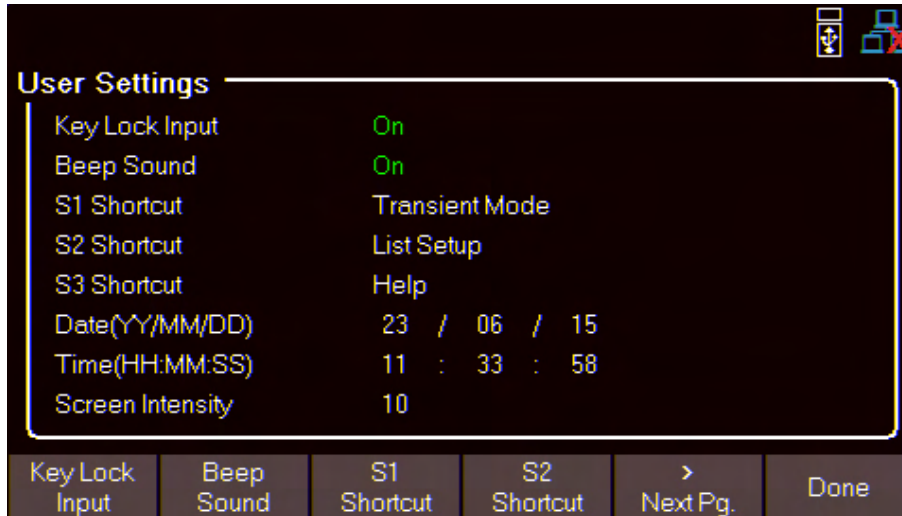 User Settings
Key Lock Input On
Beep Sound On
S1 Shortcut Transient Mode
S2 Shortcut List Setup
S3 Shortcut Help
Date(YY/MM/DD) 23 / 06 / 15
Time(HH:MM:SS) 11 : 33 : 58
Screen Intensity 10
Key Lock Input
Beep Sound
S1 Shortcut
S2 Shortcut
> Next Pg.
Done